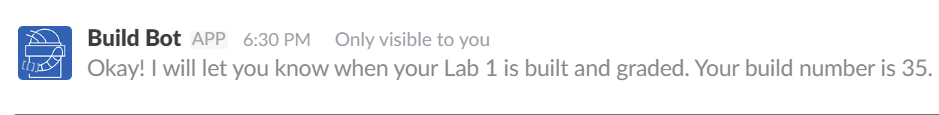 Build Bot APP 6:30 PM Only visible to you
Okay! I will let you know when your Lab 1 is built and graded. Your build number is 35.